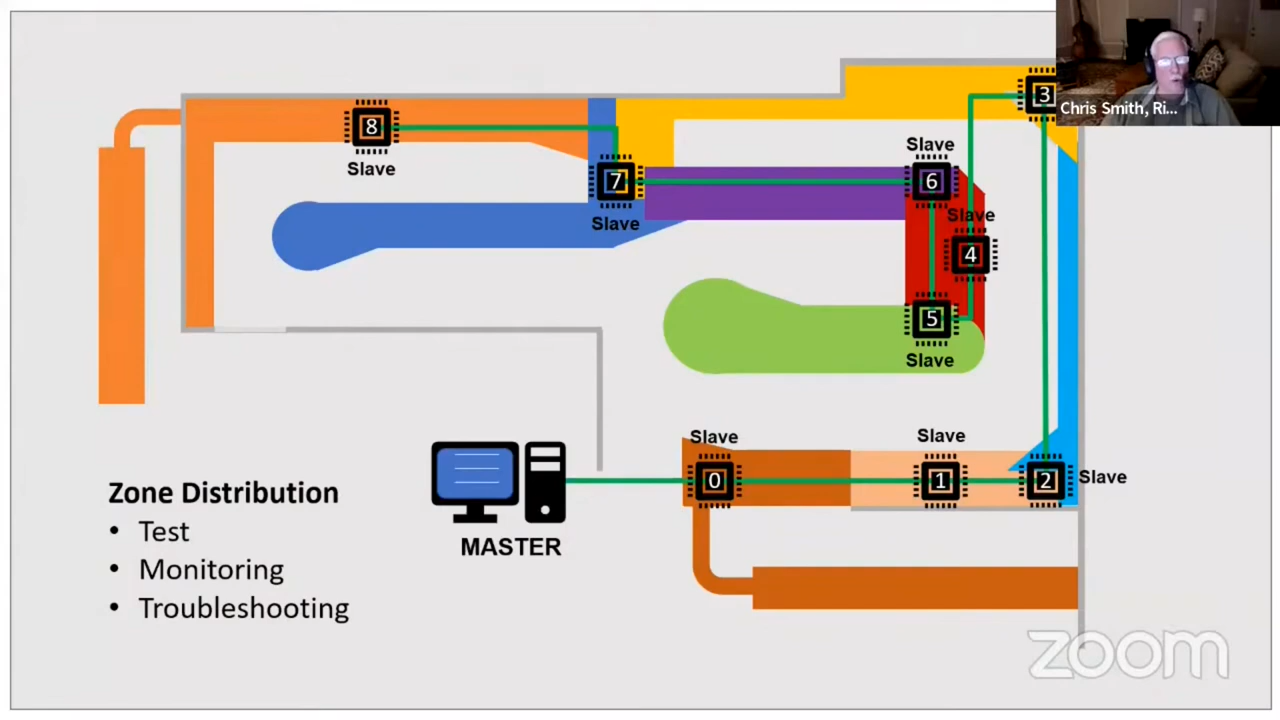 3
Chris Smith, Ri...
8
Slave
Slave
6
7
Slave
Slave
4
5
Slave
Slave
Slave
0
1
2
Slave
MASTER
Zone Distribution
• Test
• Monitoring
• Troubleshooting
zoom